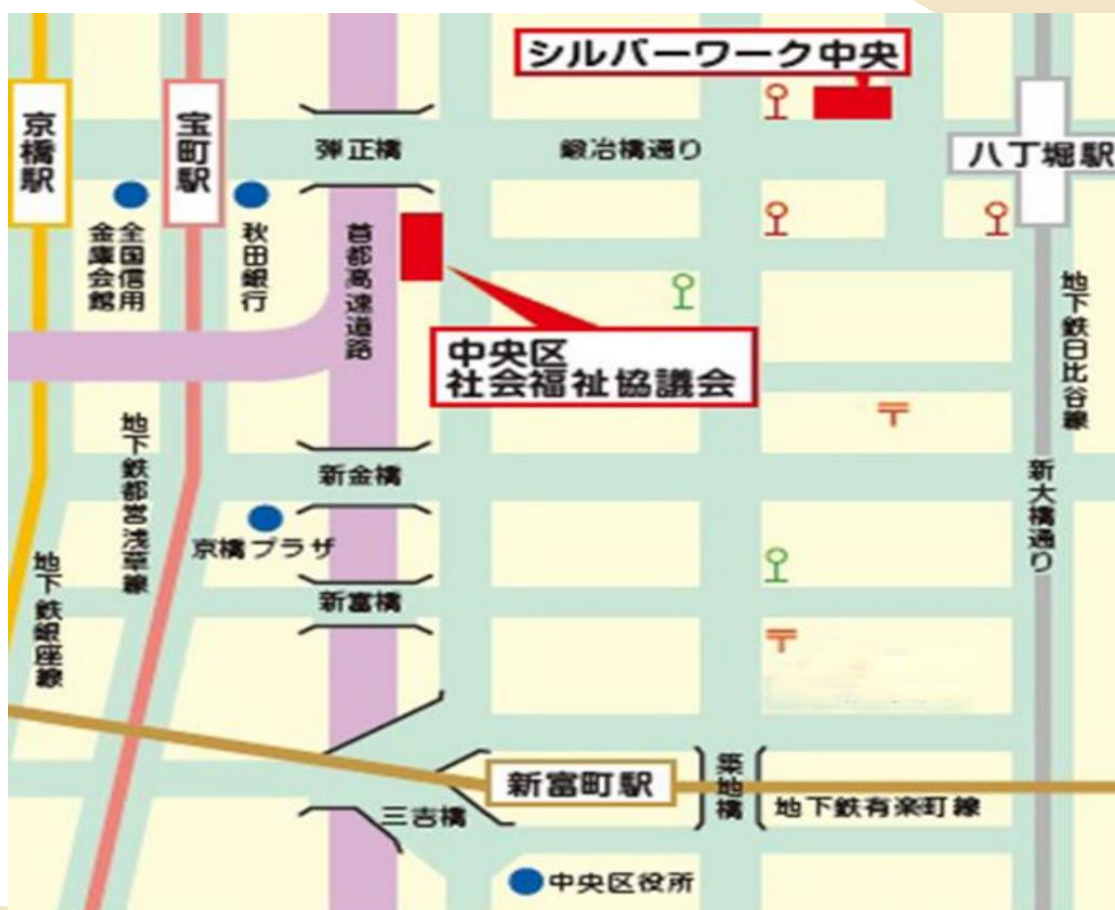 シルバーワーク中央
京橋駅
宝町駅
弾正橋
鍛冶橋通り
八丁堀駅
全国信用
金庫会館
秋田銀行
首都高速道路
地下鉄日比谷線
中央区
社会福祉協議会
地下鉄都営浅草線
新金橋
新大橋通り
京橋プラザ
地下鉄銀座線
新富橋
新富町駅
築地橋
地下鉄有楽町線
三吉橋
中央区役所